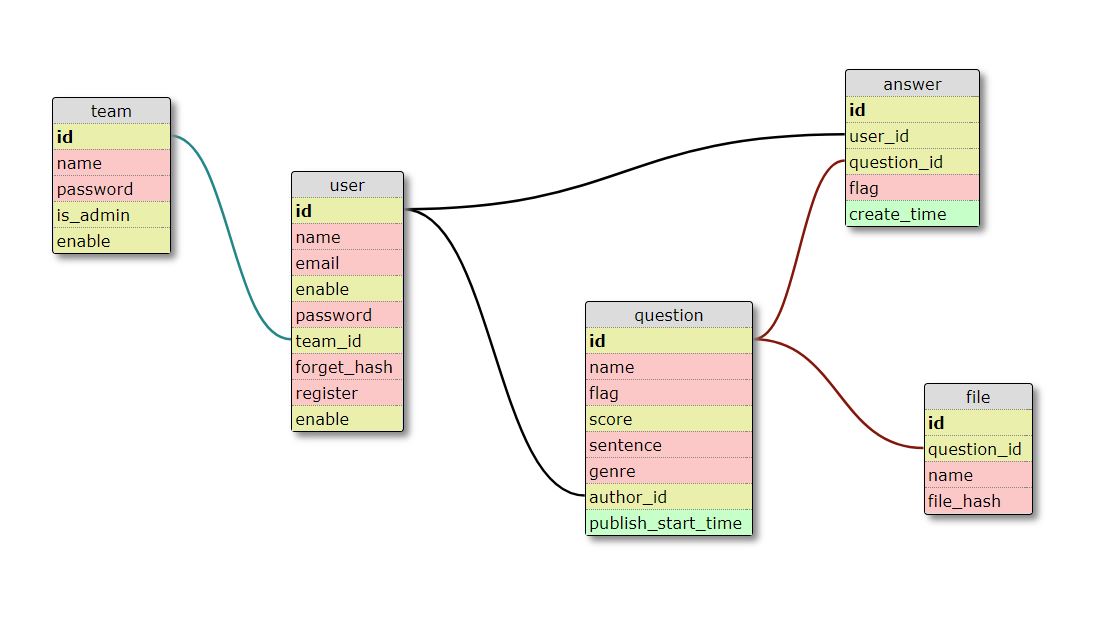 team
id
name
password
is_admin
enable
user
id
name
email
enable
password
team_id
forget_hash
register
enable
question
id
name
flag
score
sentence
genre
author_id
publish_start_time
answer
id
user_id
question_id
flag
create_time
file
id
question_id
name
file_hash